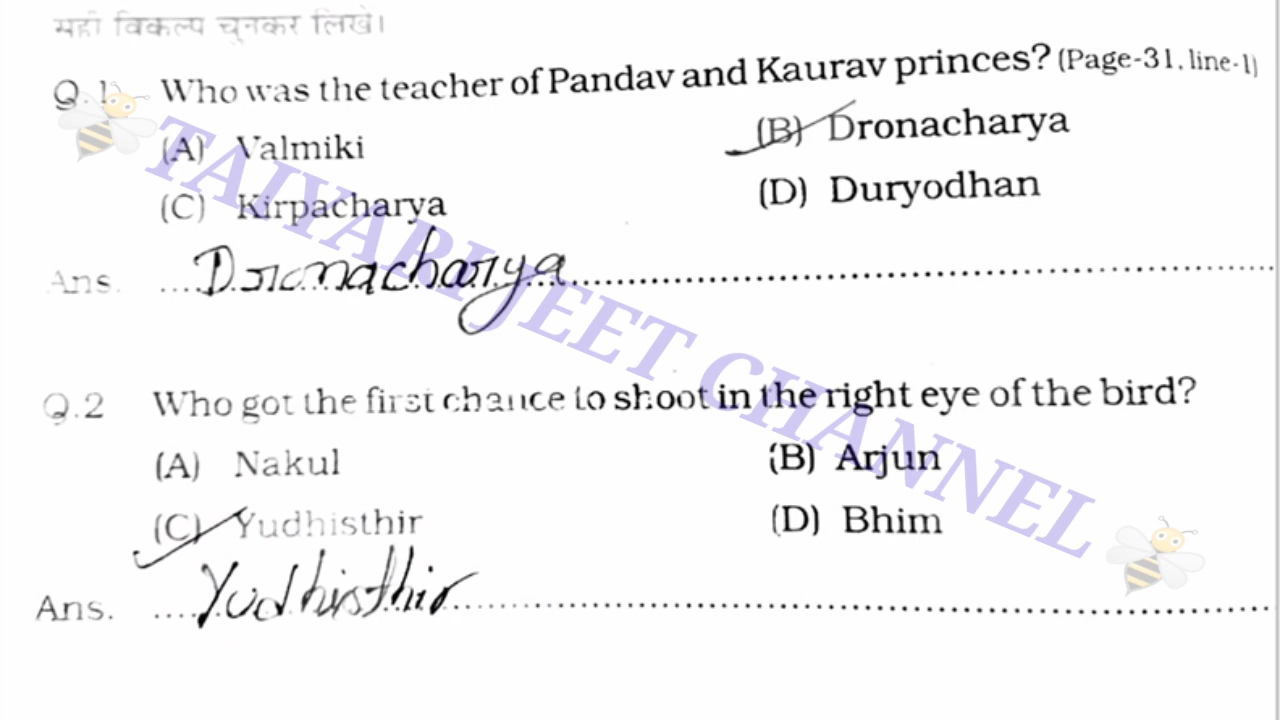 सही विकल्प चुनकर लिखें।
Q.1 Who was the teacher of Pandav and Kaurav princes? (Page-31, line-1)
(A) Valmiki (B) Dronacharya
(C) Kirpacharya (D) Duryodhan
Ans. Dronacharya
Q.2 Who got the first chance to shoot in the right eye of the bird?
(A) Nakul (B) Arjun
(C) Yudhisthir (D) Bhim
Ans. Yudhisthir
TAIYARI JEET CHANNEL